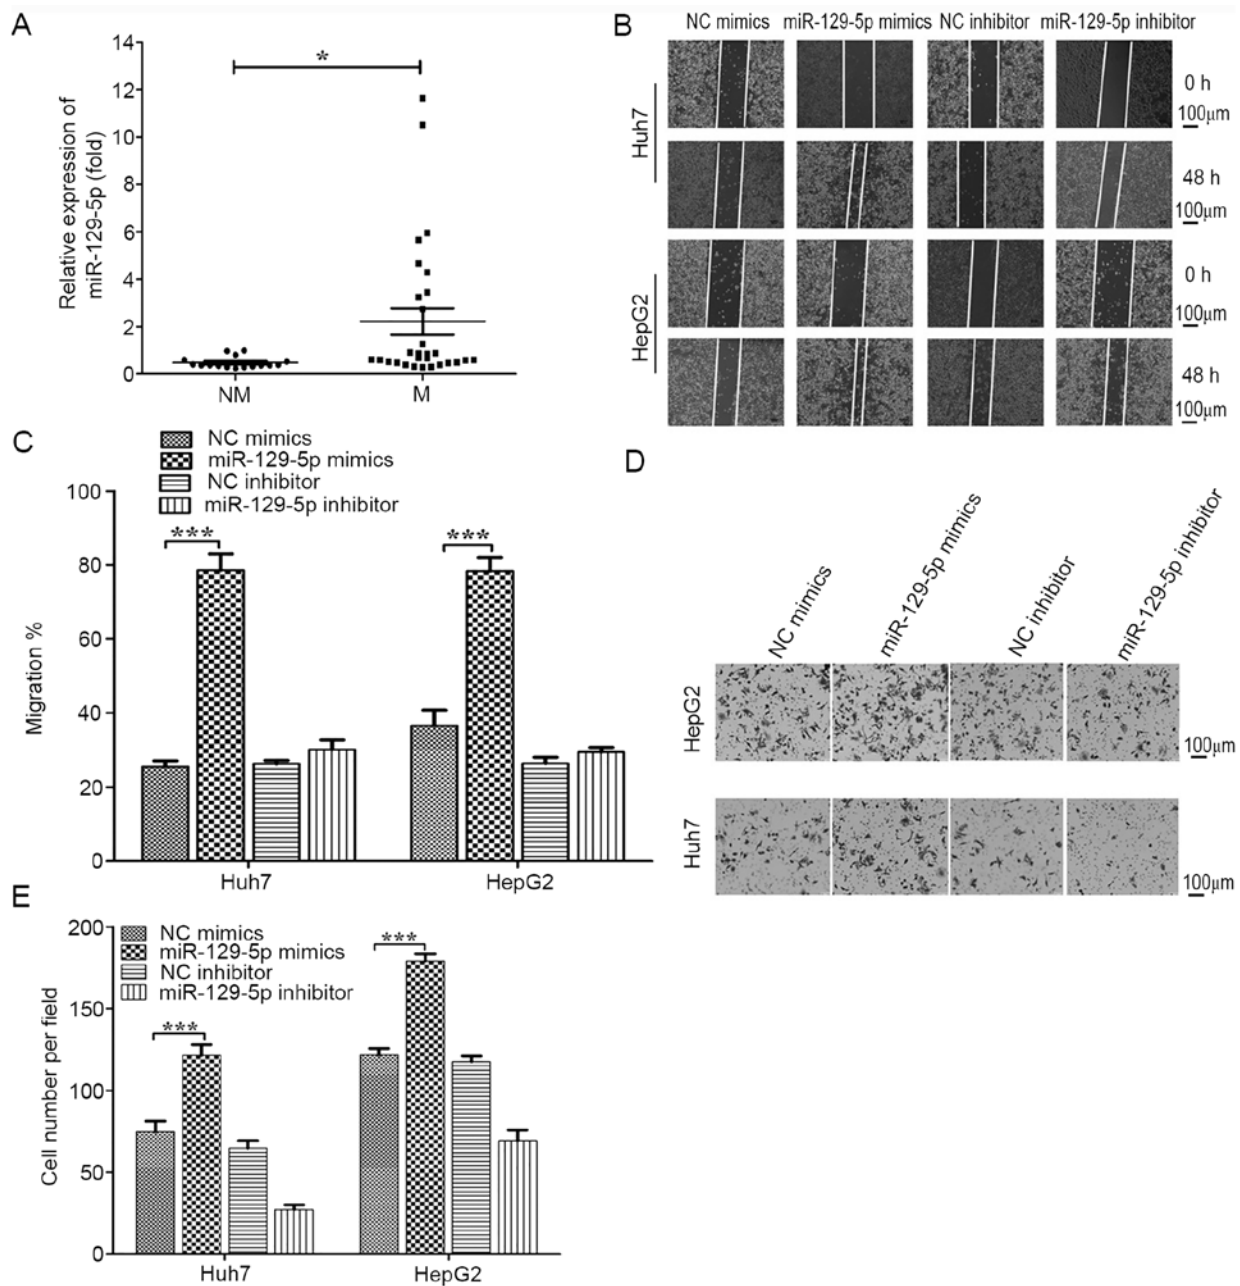 A
Relative expression of
miR-129-5p (fold)
14
12
10
8
6
4
2
0
*
NM
M
B
NC mimics
miR-129-5p mimics
NC inhibitor
miR-129-5p inhibitor
Huh7
0 h
100μm
48 h
100μm
HepG2
0 h
100μm
48 h
100μm
C
NC mimics
miR-129-5p mimics
NC inhibitor
miR-129-5p inhibitor
Migration %
100
80
60
40
20
0
***
***
Huh7
HepG2
D
NC mimics
miR-129-5p mimics
NC inhibitor
miR-129-5p inhibitor
HepG2
100μm
Huh7
100μm
E
NC mimics
miR-129-5p mimics
NC inhibitor
miR-129-5p inhibitor
Cell number per field
200
150
100
50
0
***
***
Huh7
HepG2